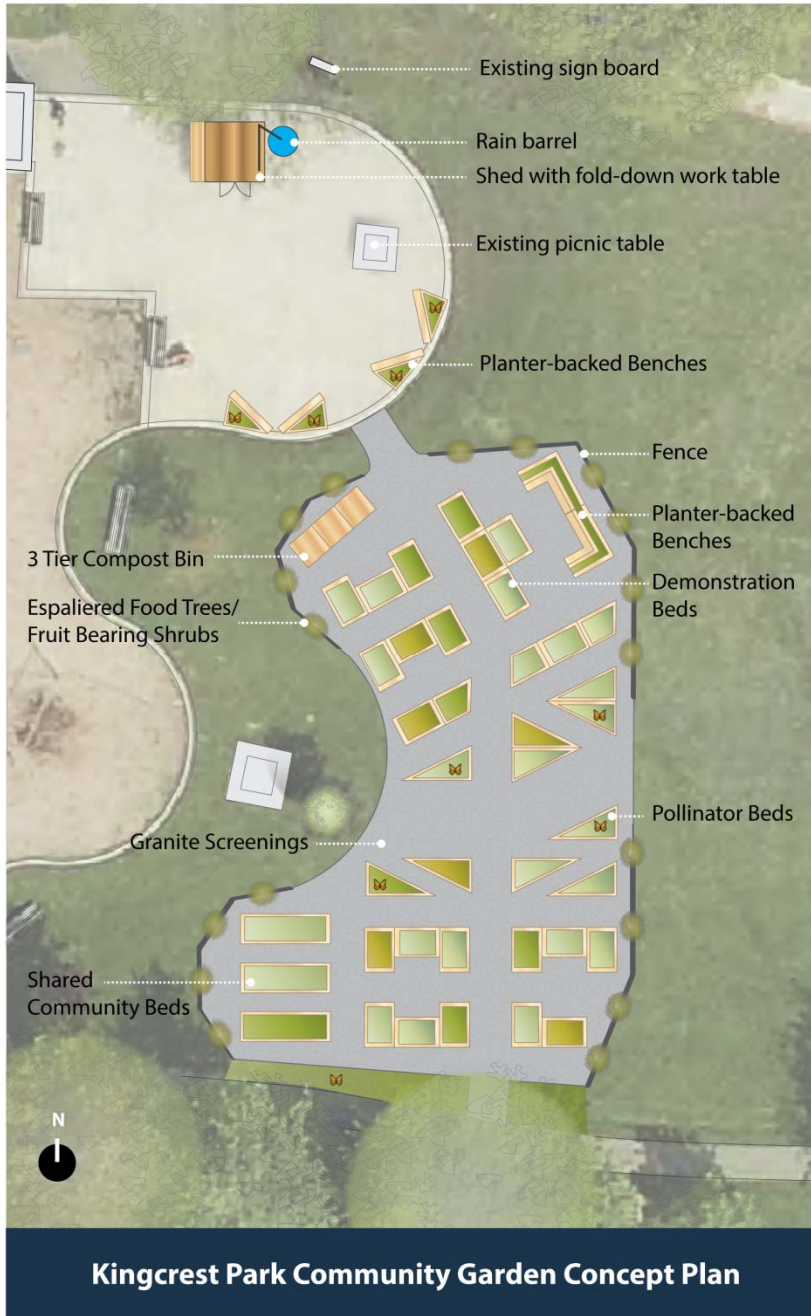 Existing sign board
Rain barrel
Shed with fold-down work table
Existing picnic table
Planter-backed Benches
Fence
Planter-backed
Benches
3 Tier Compost Bin
Demonstration
Beds
Espaliered Food Trees/
Fruit Bearing Shrubs
Pollinator Beds
Granite Screenings
Shared
Community Beds
N
Kingcrest Park Community Garden Concept Plan